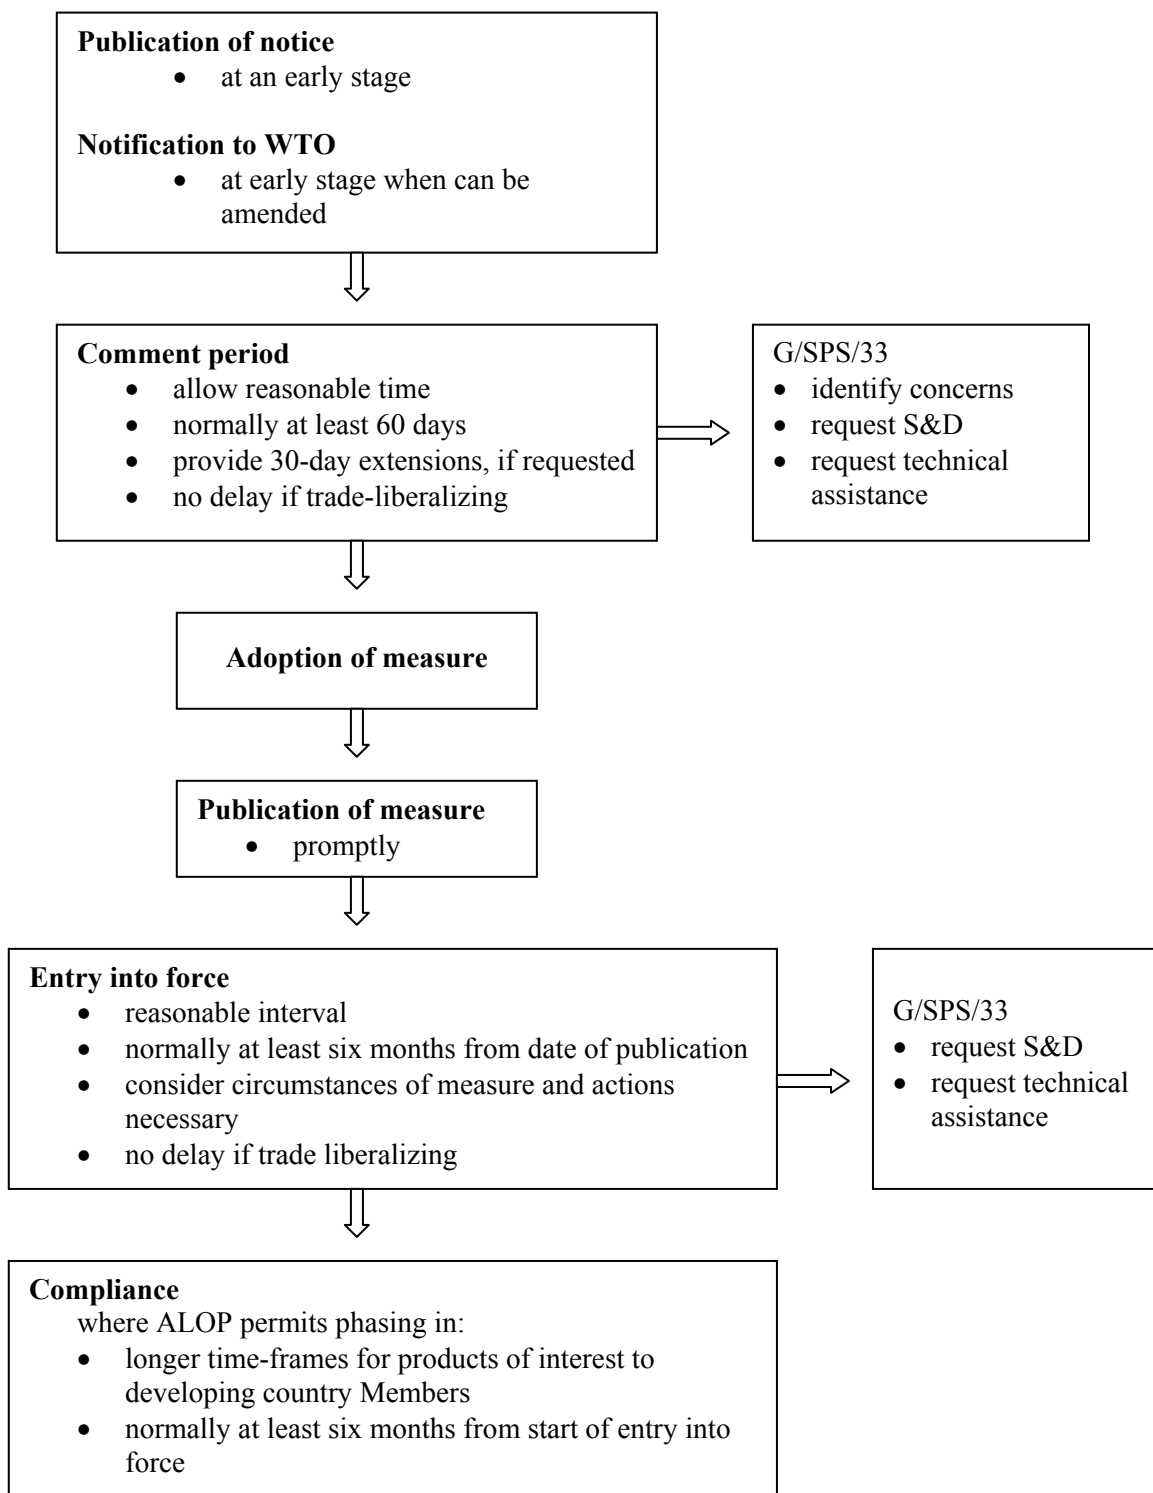 Publication of notice
• at an early stage
Notification to WTO
• at early stage when can be
amended
Comment period
• allow reasonable time
• normally at least 60 days
• provide 30-day extensions, if requested
• no delay if trade-liberalizing
G/SPS/33
• identify concerns
• request S&D
• request technical
assistance
Adoption of measure
Publication of measure
• promptly
Entry into force
• reasonable interval
• normally at least six months from date of publication
• consider circumstances of measure and actions
necessary
• no delay if trade liberalizing
G/SPS/33
• request S&D
• request technical
assistance
Compliance
where ALOP permits phasing in:
• longer time-frames for products of interest to
developing country Members
• normally at least six months from start of entry into
force